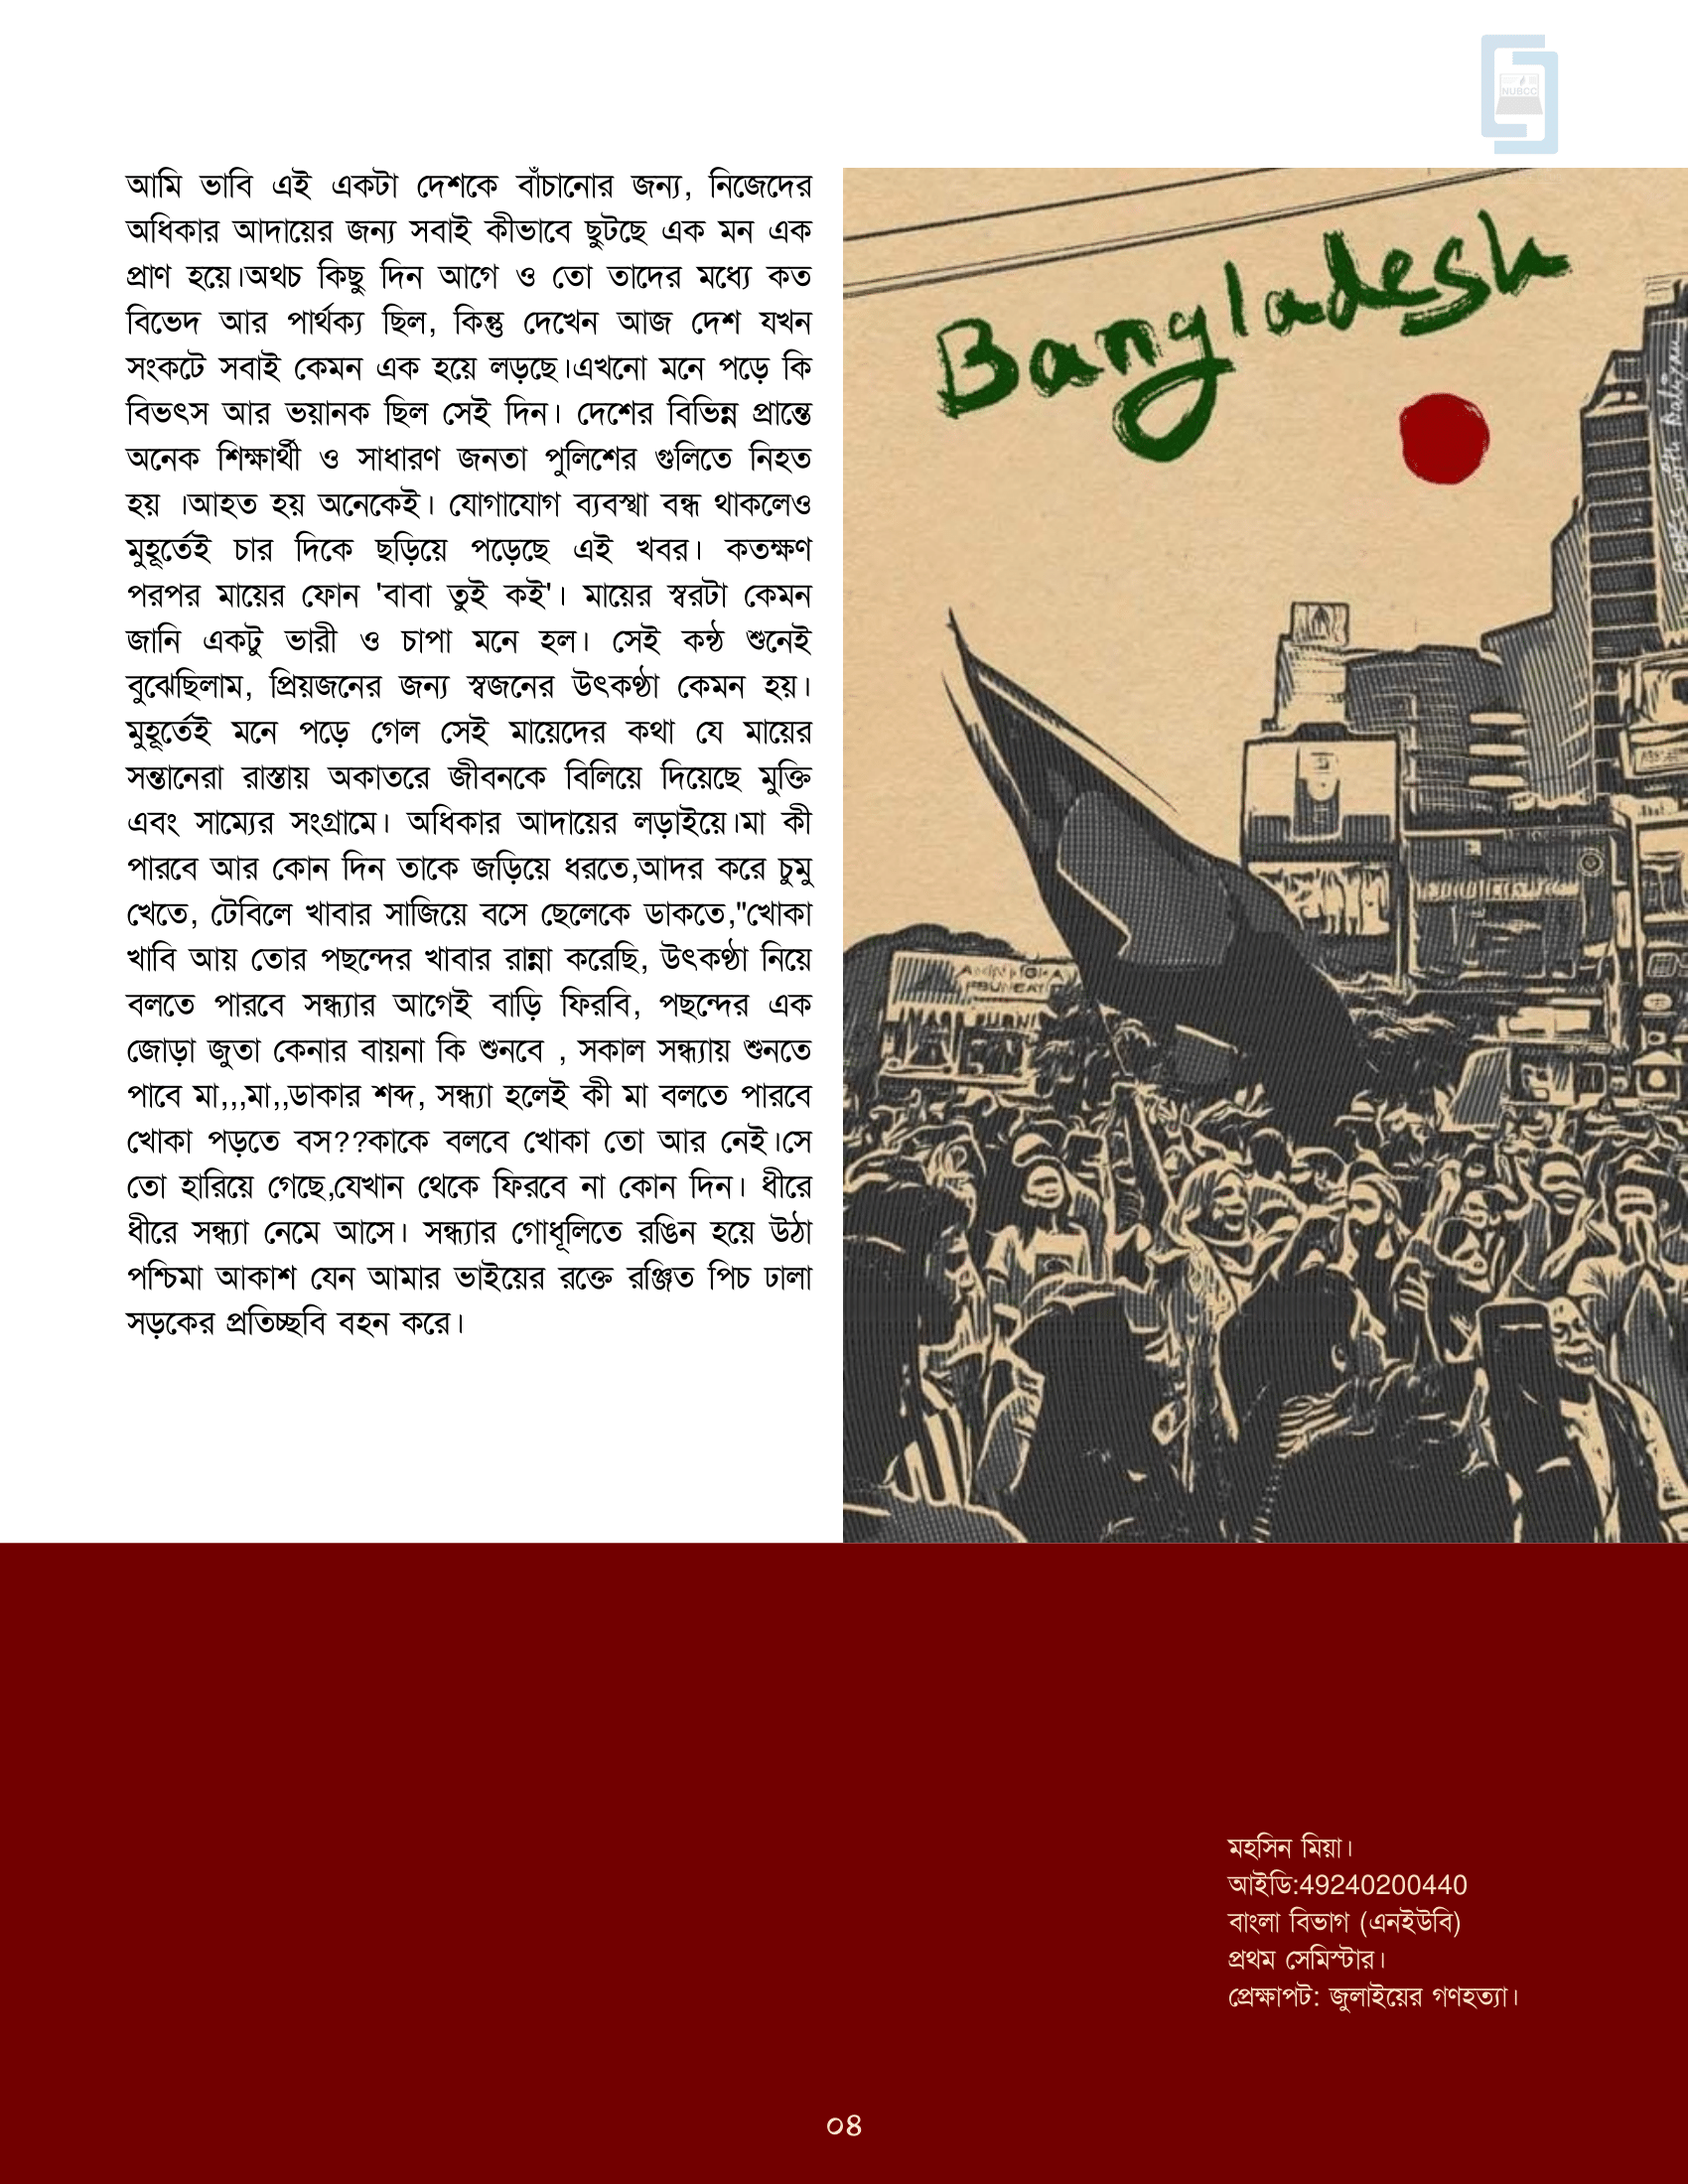 NUBCC
আমি ভাবি এই একটা দেশকে বাঁচানোর জন্য, নিজেদের
অধিকার আদায়ের জন্য সবাই কীভাবে ছুটছে এক মন এক
প্রাণ হয়ে।অথচ কিছু দিন আগে ও তো তাদের মধ্যে কত
বিভেদ আর পার্থক্য ছিল, কিন্তু দেখেন আজ দেশ যখন
সংকটে সবাই কেমন এক হয়ে লড়ছে।এখনো মনে পড়ে কি
বিভৎস আর ভয়ানক ছিল সেই দিন। দেশের বিভিন্ন প্রান্তে
অনেক শিক্ষার্থী ও সাধারণ জনতা পুলিশের গুলিতে নিহত
হয় ।আহত হয় অনেকেই। যোগাযোগ ব্যবস্থা বন্ধ থাকলেও
মুহূর্তেই চার দিকে ছড়িয়ে পড়েছে এই খবর। কতক্ষণ
পরপর মায়ের ফোন 'বাবা তুই কই'। মায়ের স্বরটা কেমন
জানি একটু ভারী ও চাপা মনে হল। সেই কন্ঠ শুনেই
বুঝেছিলাম, প্রিয়জনের জন্য স্বজনের উৎকণ্ঠা কেমন হয়।
মুহূর্তেই মনে পড়ে গেল সেই মায়েদের কথা যে মায়ের
সন্তানেরা রাস্তায় অকাতরে জীবনকে বিলিয়ে দিয়েছে মুক্তি
এবং সাম্যের সংগ্রামে। অধিকার আদায়ের লড়াইয়ে।মা কী
পারবে আর কোন দিন তাকে জড়িয়ে ধরতে,আদর করে চুমু
খেতে, টেবিলে খাবার সাজিয়ে বসে ছেলেকে ডাকতে,"খোকা
খাবি আয় তোর পছন্দের খাবার রান্না করেছি, উৎকণ্ঠা নিয়ে
বলতে পারবে সন্ধ্যার আগেই বাড়ি ফিরবি, পছন্দের এক
জোড়া জুতা কেনার বায়না কি শুনবে , সকাল সন্ধ্যায় শুনতে
পাবে মা,,,মা,,ডাকার শব্দ, সন্ধ্যা হলেই কী মা বলতে পারবে
খোকা পড়তে বস??কাকে বলবে খোকা তো আর নেই।সে
তো হারিয়ে গেছে,যেখান থেকে ফিরবে না কোন দিন। ধীরে
ধীরে সন্ধ্যা নেমে আসে। সন্ধ্যার গোধূলিতে রঙিন হয়ে উঠা
পশ্চিমা আকাশ যেন আমার ভাইয়ের রক্তে রঞ্জিত পিচ ঢালা
সড়কের প্রতিচ্ছবি বহন করে।
Bangladesh
মহসিন মিয়া।
আইডি:49240200440
বাংলা বিভাগ (এনইউবি)
প্রথম সেমিস্টার।
প্রেক্ষাপট: জুলাইয়ের গণহত্যা।
০৪